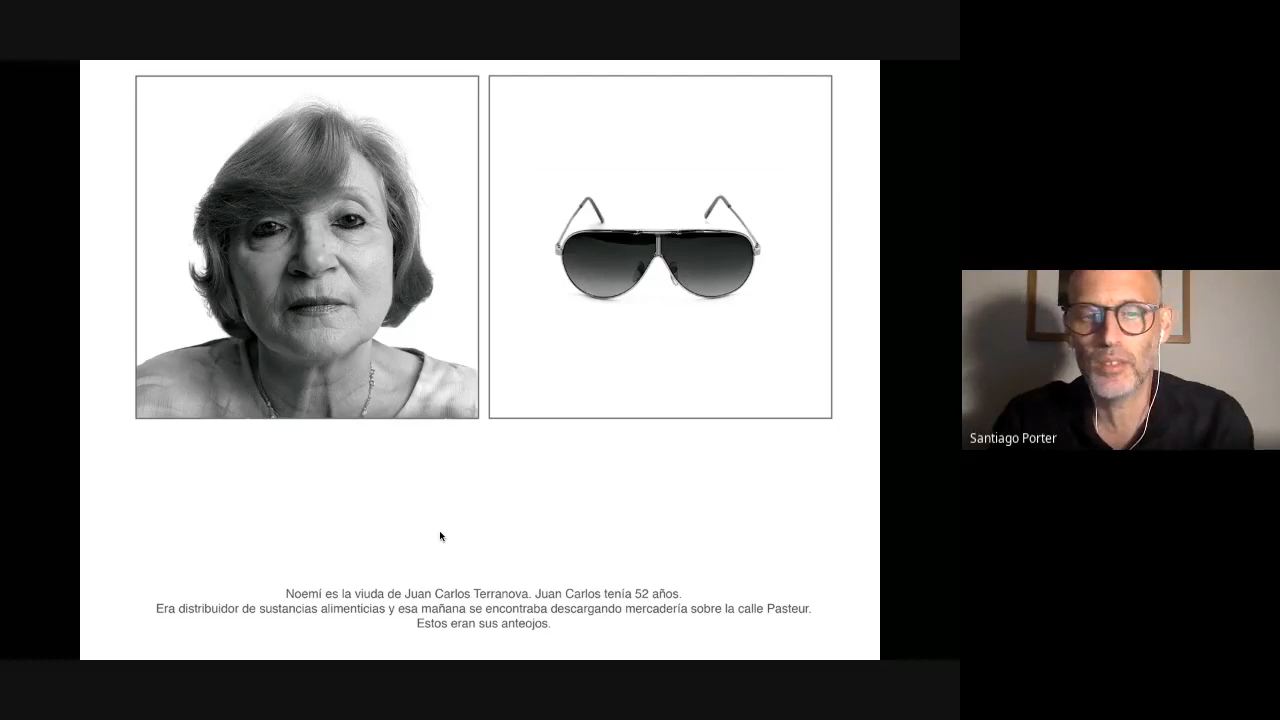 Santiago Porter
Noemí es la viuda de Juan Carlos Terranova. Juan Carlos tenía 52 años.
Era distribuidor de sustancias alimenticias y esa mañana se encontraba descargando mercadería sobre la calle Pasteur.
Estos eran sus anteojos.